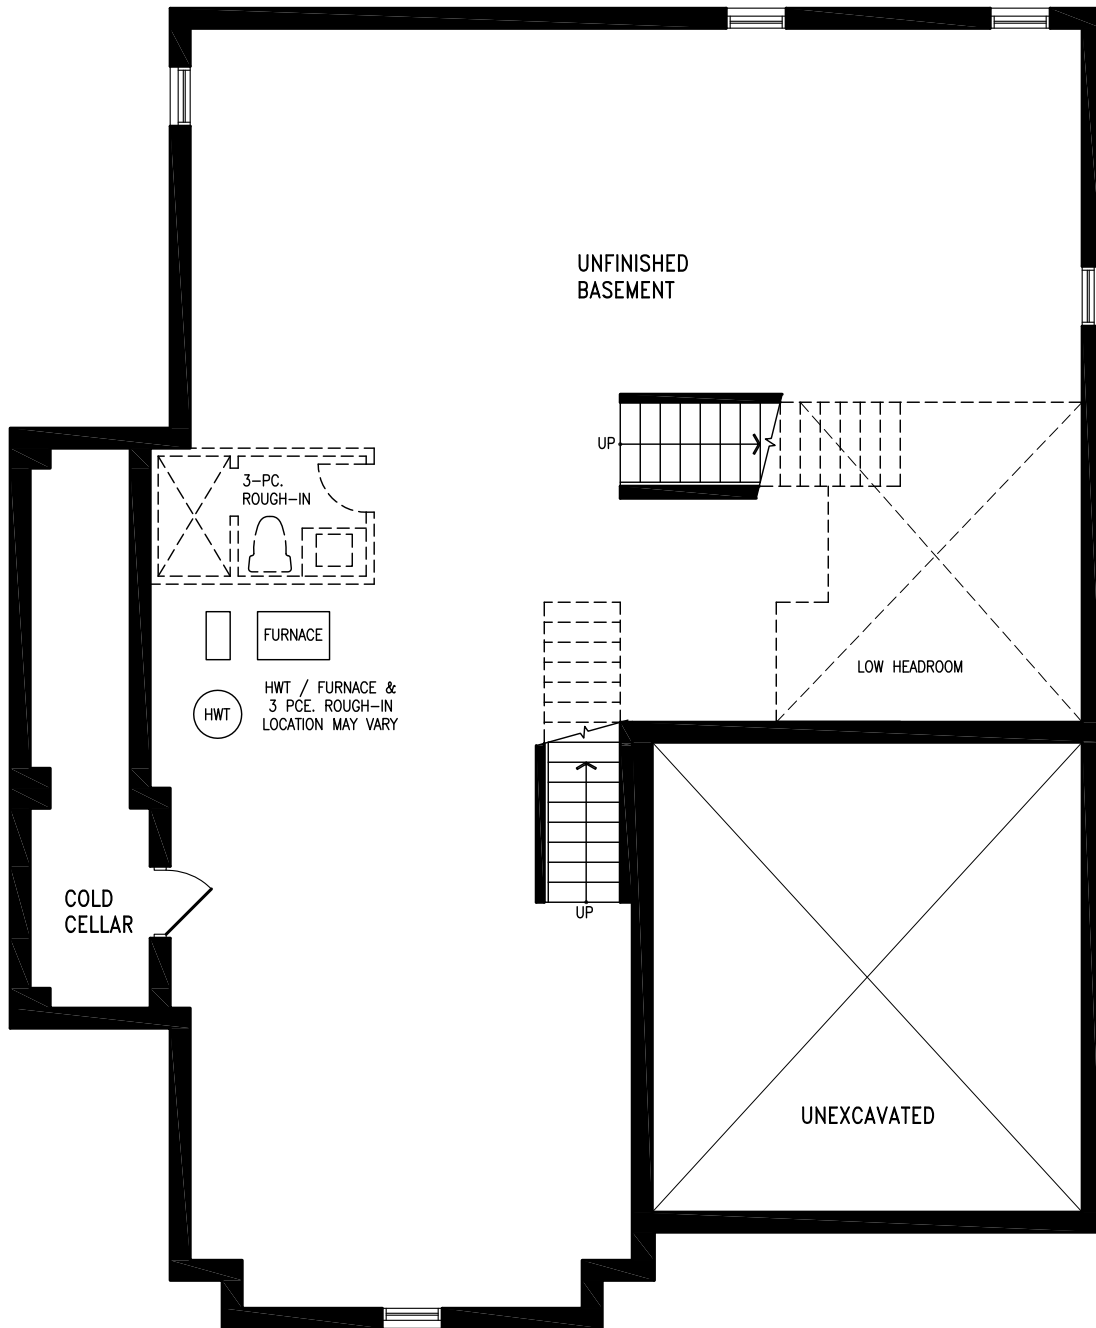 UNFINISHED
BASEMENT
UP
3-PC.
ROUGH-IN
FURNACE
LOW HEADROOM
HWT / FURNACE &
3 PCE. ROUGH-IN
LOCATION MAY VARY
HWT
COLD
CELLAR
UP
UNEXCAVATED